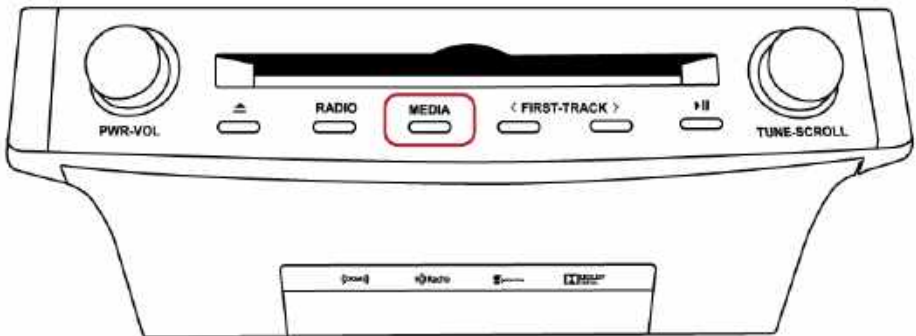 RADIO
MEDIA
< FIRST-TRACK >
PWR-VOL
TUNE-SCROLL